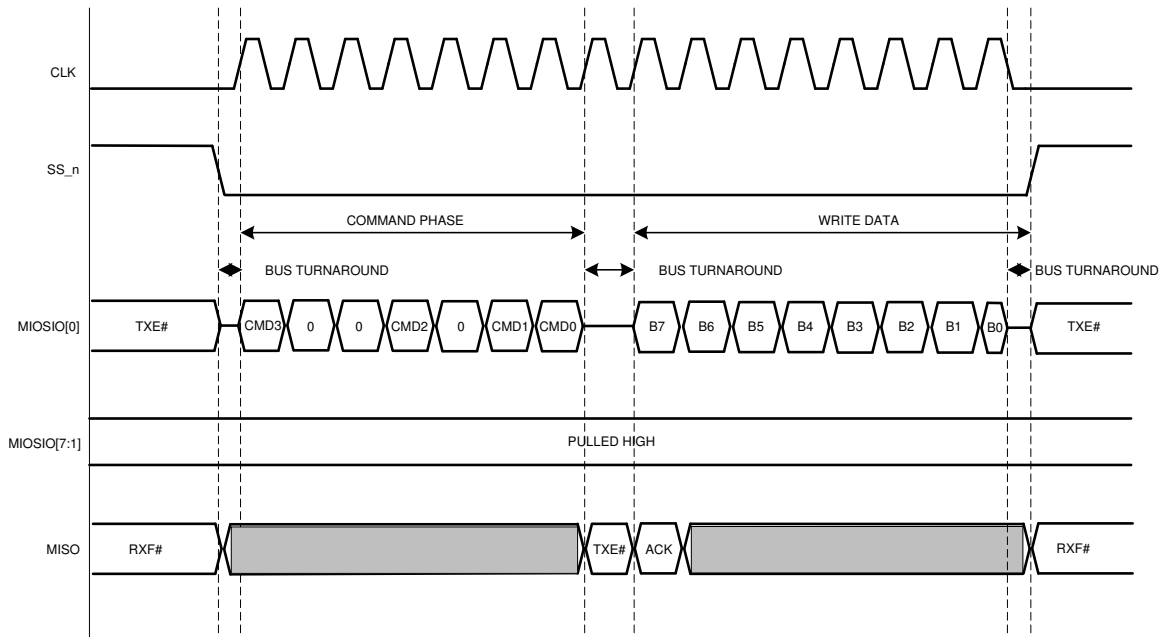 CLK
SS_n
COMMAND PHASE
WRITE DATA
BUS TURNAROUND
BUS TURNAROUND
BUS TURNAROUND
MIOSIO[0]
TXE#
CMD3
0
0
CMD2
0
CMD1
CMD0
B7
B6
B5
B4
B3
B2
B1
B0
TXE#
MIOSIO[7:1]
PULLED HIGH
MISO
RXF#
TXE#
ACK
RXF#